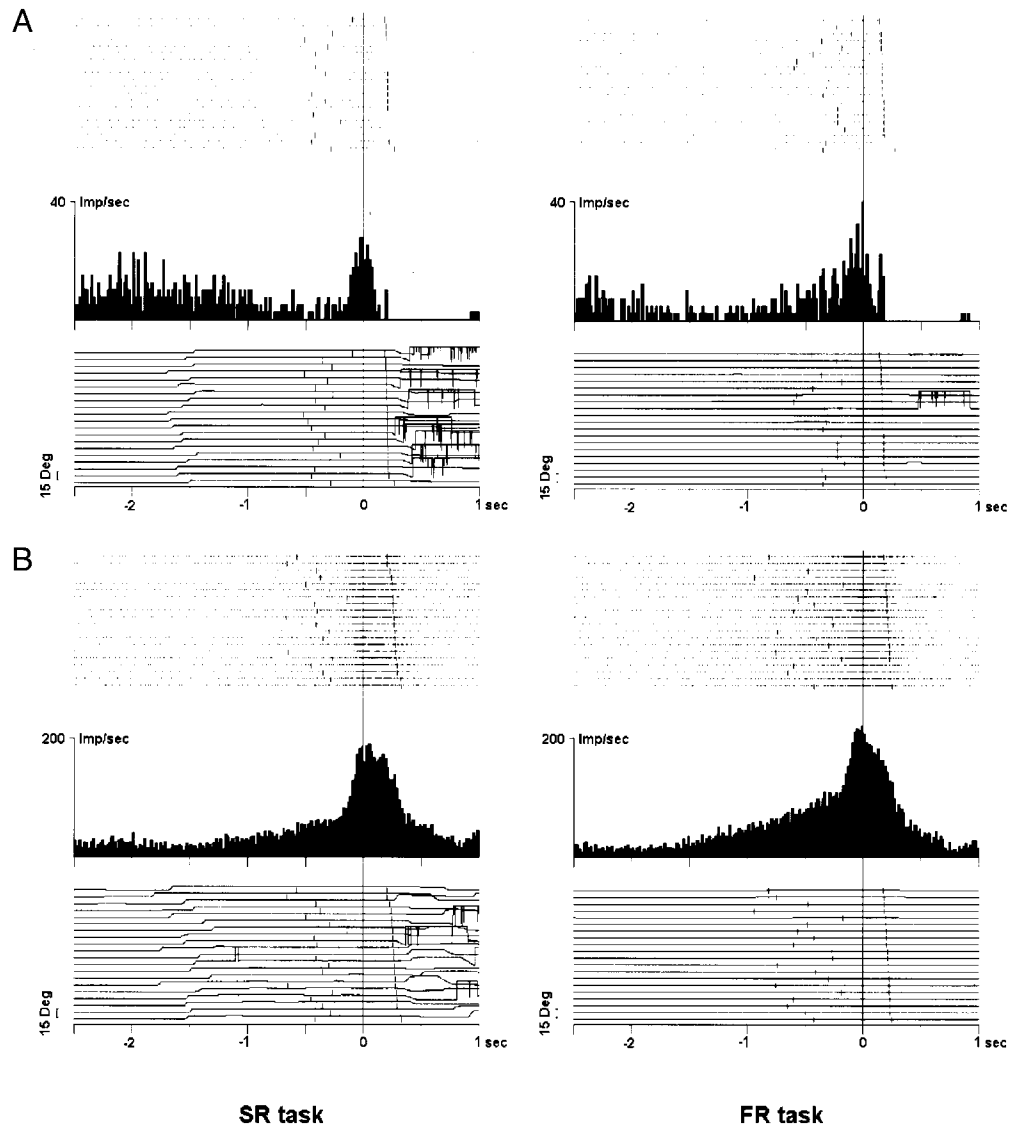 A
40 Imp/sec
40 Imp/sec
15 Deg
-2 -1 0 1 sec
15 Deg
-2 -1 0 1 sec
B
200 Imp/sec
200 Imp/sec
15 Deg
-2 -1 0 1 sec
15 Deg
-2 -1 0 1 sec
SR task
FR task